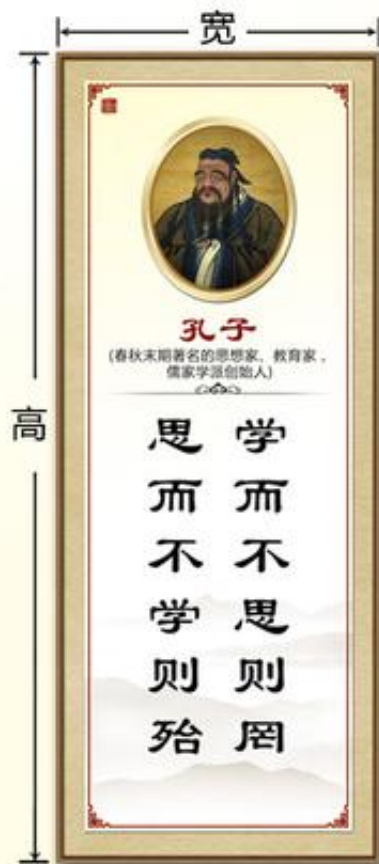 宽
高
孔子
(春秋末期著名的思想家、教育家，
儒家学派创始人)
学而不思则罔
思而不学则殆